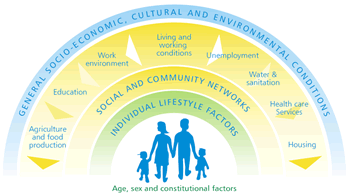 GENERAL SOCIO-ECONOMIC, CULTURAL AND ENVIRONMENTAL CONDITIONS
Living and
working
conditions
Work
environment
Unemployment
Education
Water &
sanitation
Agriculture
and food
production
Health care
Services
Housing
SOCIAL AND COMMUNITY NETWORKS
INDIVIDUAL LIFESTYLE FACTORS
Age, sex and constitutional factors